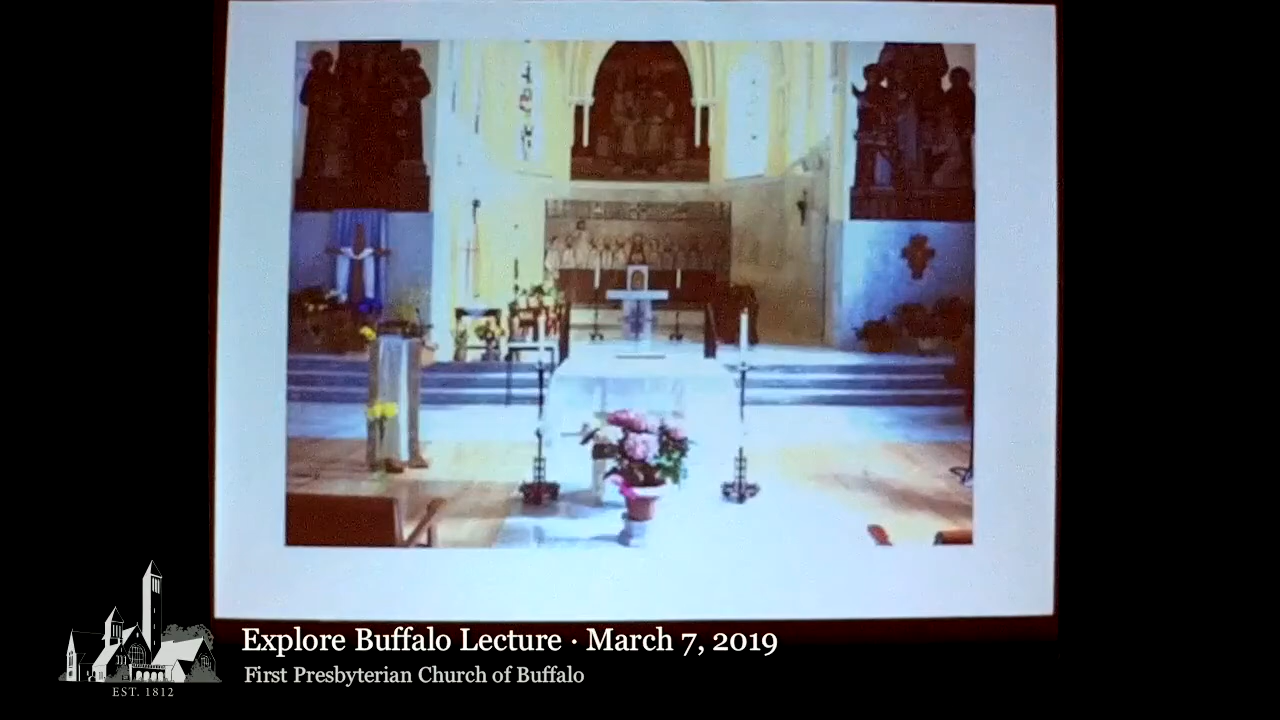 Explore Buffalo Lecture · March 7, 2019
First Presbyterian Church of Buffalo
EST. 1812